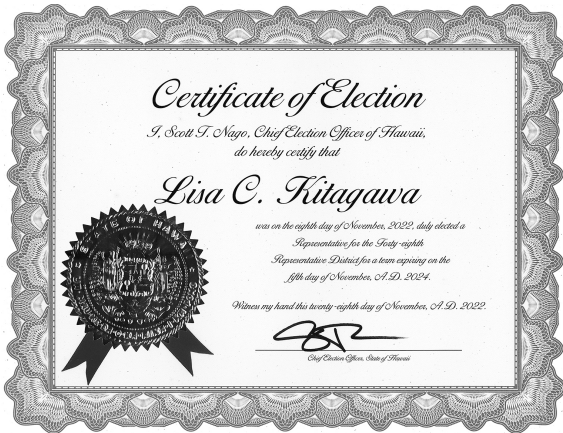 Certificate of Election
I, Scott T. Nago, Chief Election Officer of Hawaii,
do hereby certify that
Lisa C. Kitagawa
was on the eighth day of November, 2022, duly elected a
Representative for the Forty-eighth
Representative District for a term expiring on the
fifth day of November, A.D. 2024.
Witness my hand this twenty-eighth day of November, A.D. 2022.
Chief Election Officer, State of Hawaii
STATE OF HAWAII